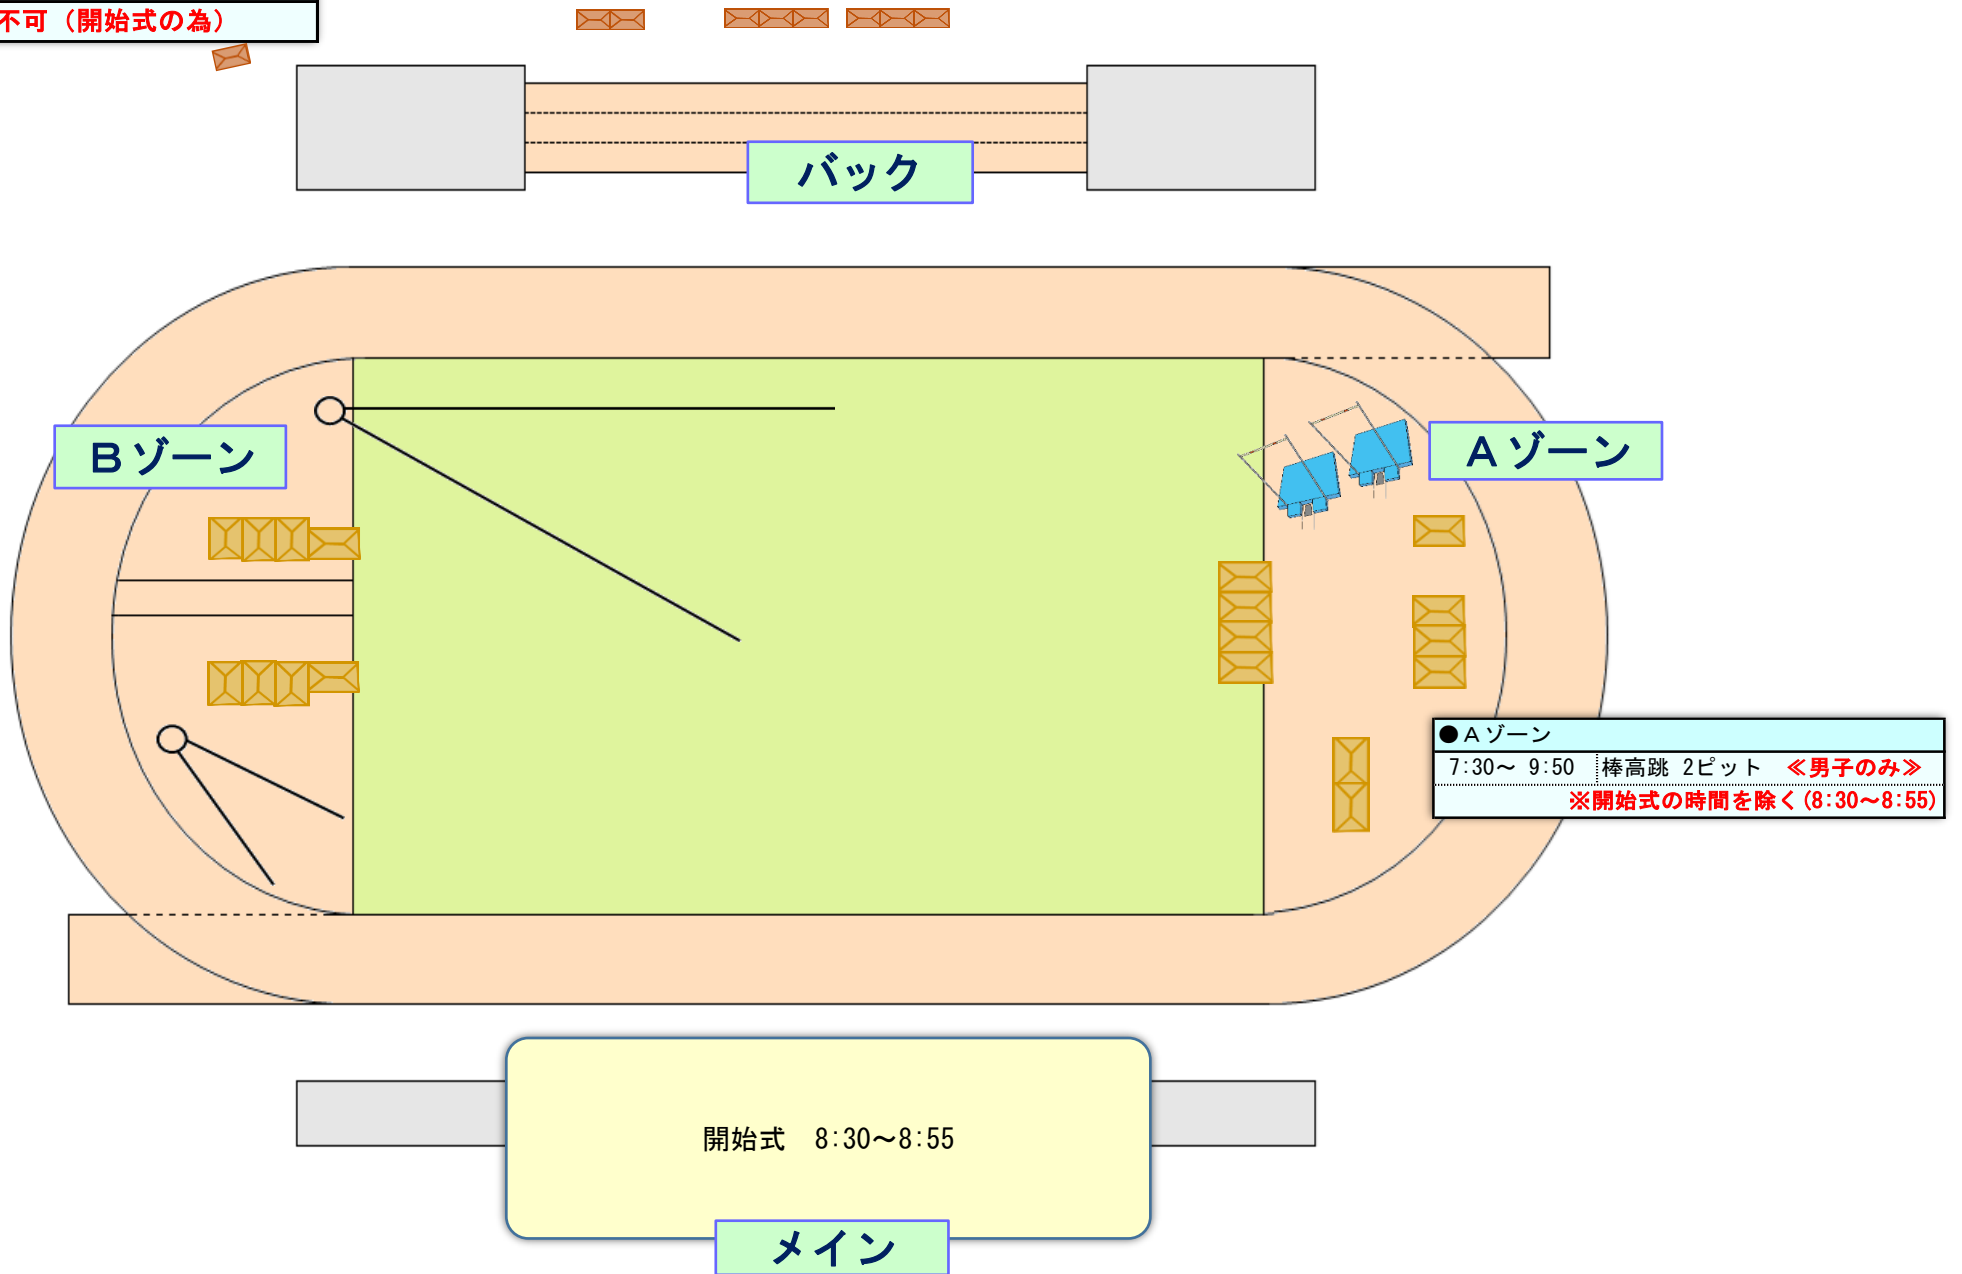 不可（開始式の為）
バック
Ｂゾーン
Ａゾーン
●Ａゾーン
7:30～ 9:50 棒高跳 2ピット ≪男子のみ≫
※開始式の時間を除く(8:30～8:55)
開始式　8:30～8:55
メイン